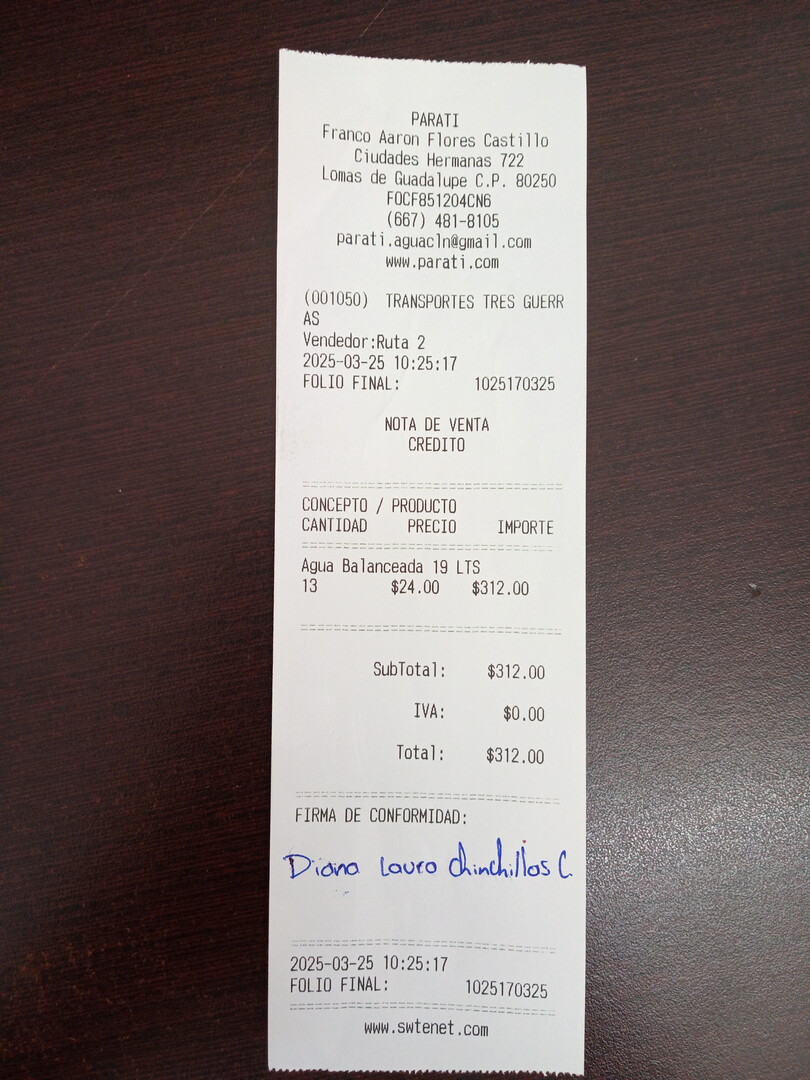 PARATI
Franco Aaron Flores Castillo
Ciudades Hermanas 722
Lomas de Guadalupe C.P. 80250
FOCF851204CN6
(667) 481-8105
parati.aguacln@gmail.com
www.parati.com
(001050) TRANSPORTES TRES GUERR
AS
Vendedor:Ruta 2
2025-03-25 10:25:17
FOLIO FINAL: 1025170325
NOTA DE VENTA
CREDITO
CONCEPTO / PRODUCTO
CANTIDAD PRECIO IMPORTE
Agua Balanceada 19 LTS
13 $24.00 $312.00
SubTotal: $312.00
IVA: $0.00
Total: $312.00
FIRMA DE CONFORMIDAD:
Diana Laura Chinchillas C.
2025-03-25 10:25:17
FOLIO FINAL: 1025170325
www.swtenet.com